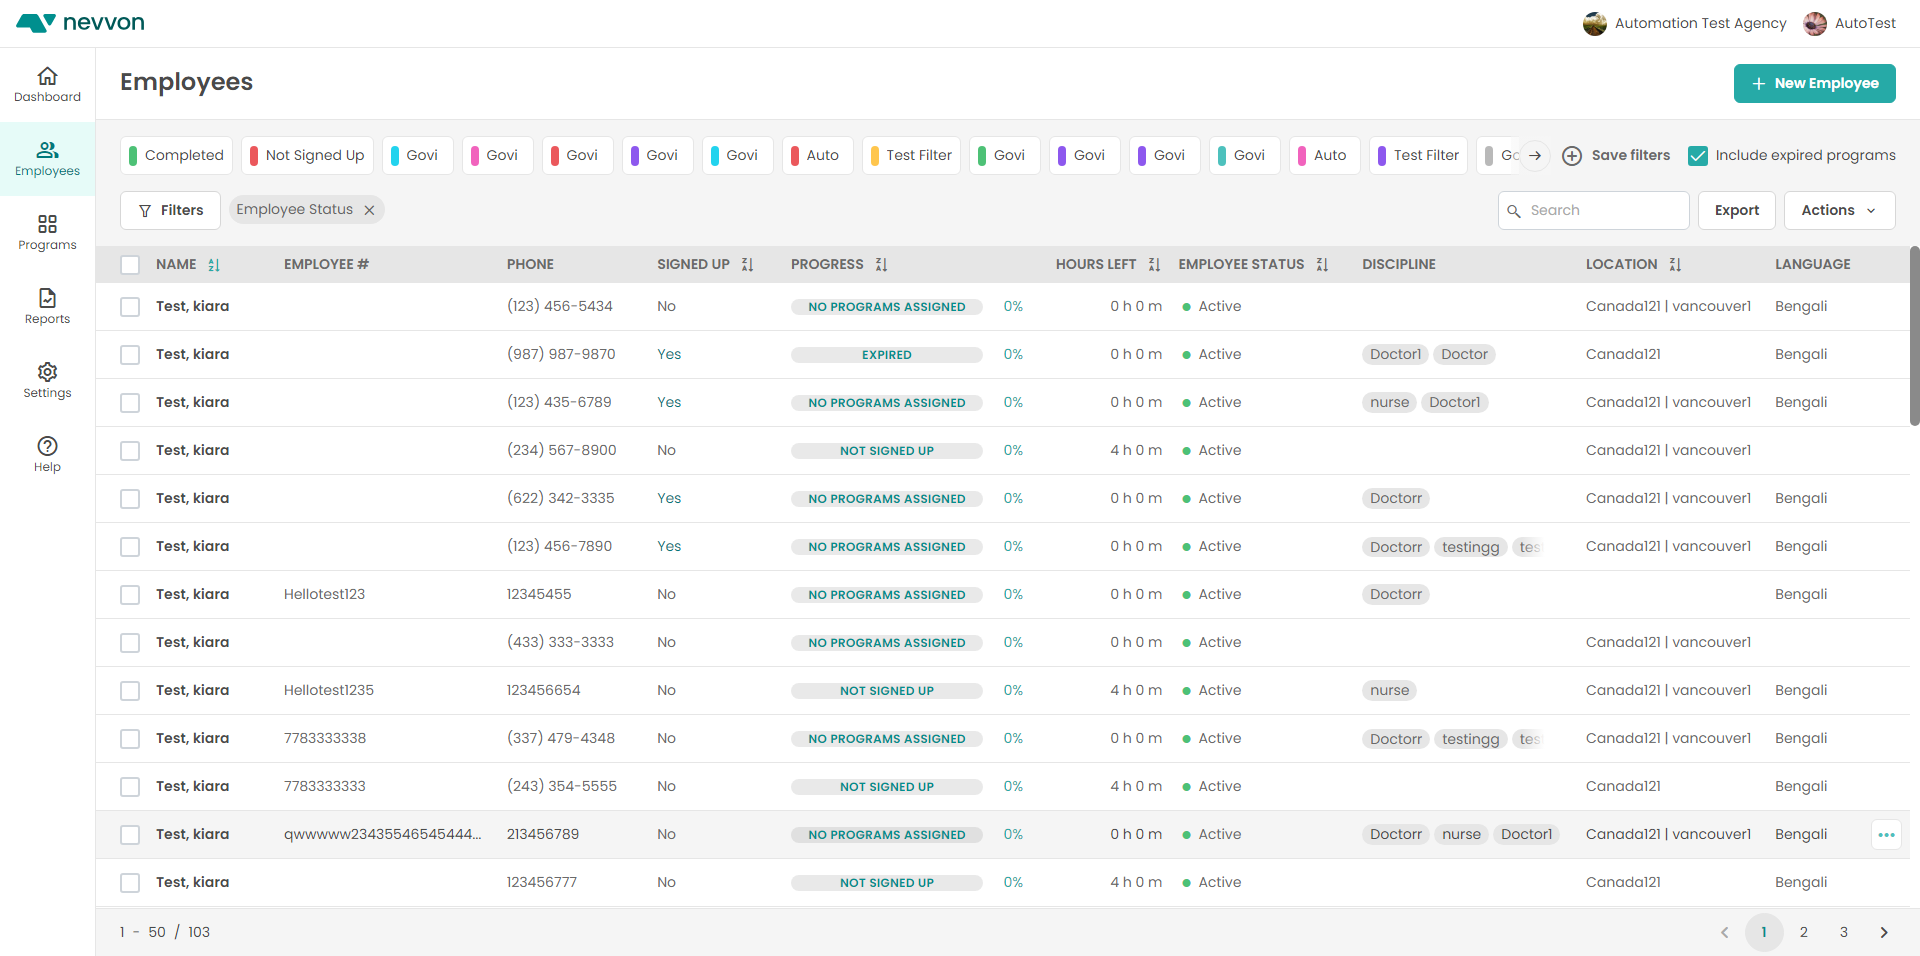 nevvon
Automation Test Agency AutoTest
Dashboard
Employees
Programs
Reports
Settings
Help
Employees
+ New Employee
Completed Not Signed Up Govi Govi Govi Govi Govi Auto Test Filter Govi Govi Govi Govi Auto Test Filter Save filters Include expired programs
Filters Employee Status Search Export Actions
NAME EMPLOYEE # PHONE SIGNED UP PROGRESS HOURS LEFT EMPLOYEE STATUS DISCIPLINE LOCATION LANGUAGE
Test, kiara (123) 456-5434 No NO PROGRAMS ASSIGNED 0% 0 h 0 m Active Canada121 | vancouver1 Bengali
Test, kiara (987) 987-9870 Yes EXPIRED 0% 0 h 0 m Active Doctor1 Doctor Canada121 Bengali
Test, kiara (123) 435-6789 Yes NO PROGRAMS ASSIGNED 0% 0 h 0 m Active nurse Doctor1 Canada121 | vancouver1 Bengali
Test, kiara (234) 567-8900 No NOT SIGNED UP 0% 4 h 0 m Active Canada121 | vancouver1
Test, kiara (622) 342-3335 Yes NO PROGRAMS ASSIGNED 0% 0 h 0 m Active Doctorr Canada121 | vancouver1 Bengali
Test, kiara (123) 456-7890 Yes NO PROGRAMS ASSIGNED 0% 0 h 0 m Active Doctorr testingg Canada121 | vancouver1 Bengali
Test, kiara Hellotest123 12345455 No NO PROGRAMS ASSIGNED 0% 0 h 0 m Active Doctorr Bengali
Test, kiara (433) 333-3333 No NO PROGRAMS ASSIGNED 0% 0 h 0 m Active Canada121 | vancouver1
Test, kiara Hellotest1235 123456654 No NOT SIGNED UP 0% 4 h 0 m Active nurse Canada121 | vancouver1 Bengali
Test, kiara 7783333338 (337) 479-4348 No NO PROGRAMS ASSIGNED 0% 0 h 0 m Active Doctorr testingg Canada121 | vancouver1 Bengali
Test, kiara 7783333333 (243) 354-5555 No NOT SIGNED UP 0% 4 h 0 m Active Canada121 Bengali
Test, kiara qwwwww23435546545444... 213456789 No NO PROGRAMS ASSIGNED 0% 0 h 0 m Active Doctorr nurse Doctor1 Canada121 | vancouver1 Bengali
Test, kiara 123456777 No NOT SIGNED UP 0% 4 h 0 m Active Canada121 Bengali
1 - 50 / 103 1 2 3